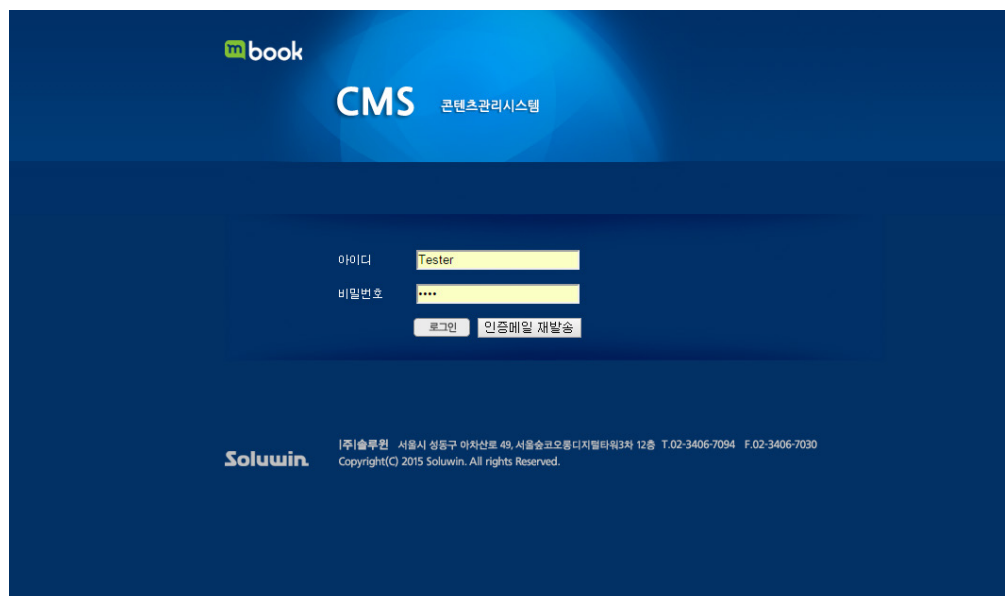 mbook
CMS 콘텐츠관리시스템
아이디 Tester
비밀번호 ••••
로그인 인증메일 재발송
|주|솔루윈 서울시 성동구 아차산로 49, 서울숲코오롱디지털타워3차 12층 T.02-3406-7094 F.02-3406-7030
Soluwin. Copyright(C) 2015 Soluwin. All rights Reserved.